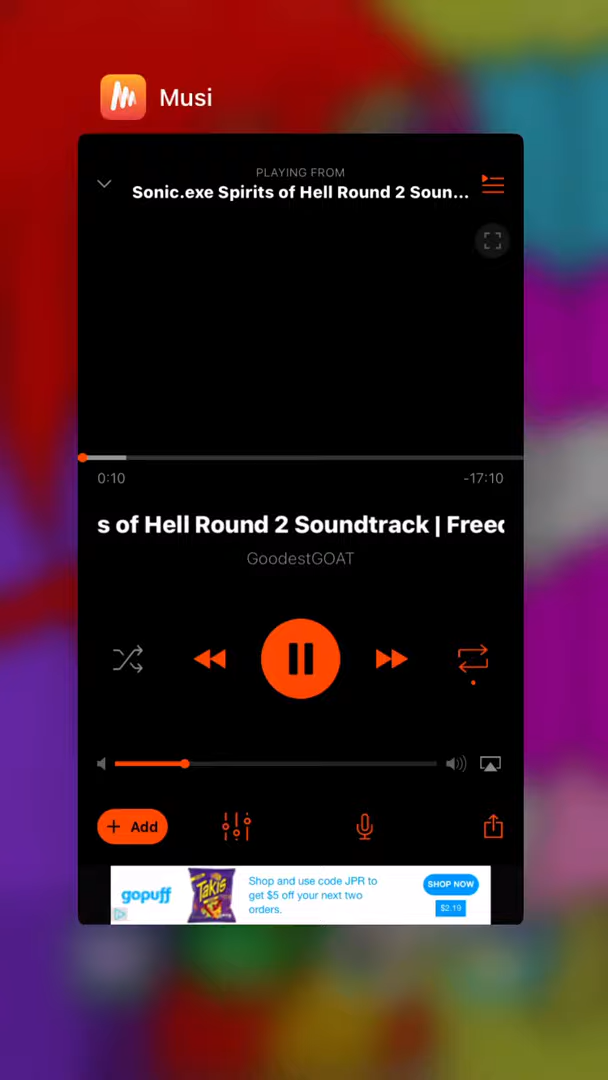 Musi
PLAYING FROM
Sonic.exe Spirits of Hell Round 2 Soun...
0:10
-17:10
s of Hell Round 2 Soundtrack | Freed
GoodestGOAT
+ Add
gopuff
Takis
Shop and use code JPR to
get $5 off your next two
orders.
SHOP NOW
$2.19